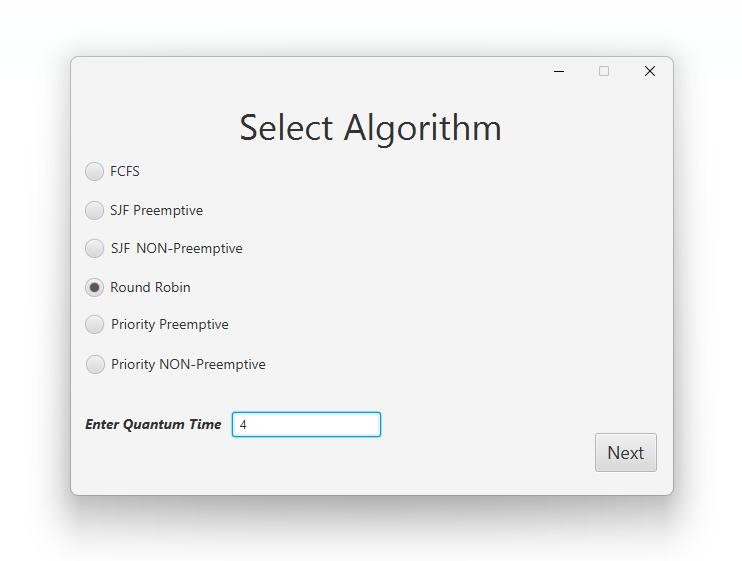 Select Algorithm
FCFS
SJF Preemptive
SJF NON-Preemptive
Round Robin
Priority Preemptive
Priority NON-Preemptive
Enter Quantum Time 4
Next